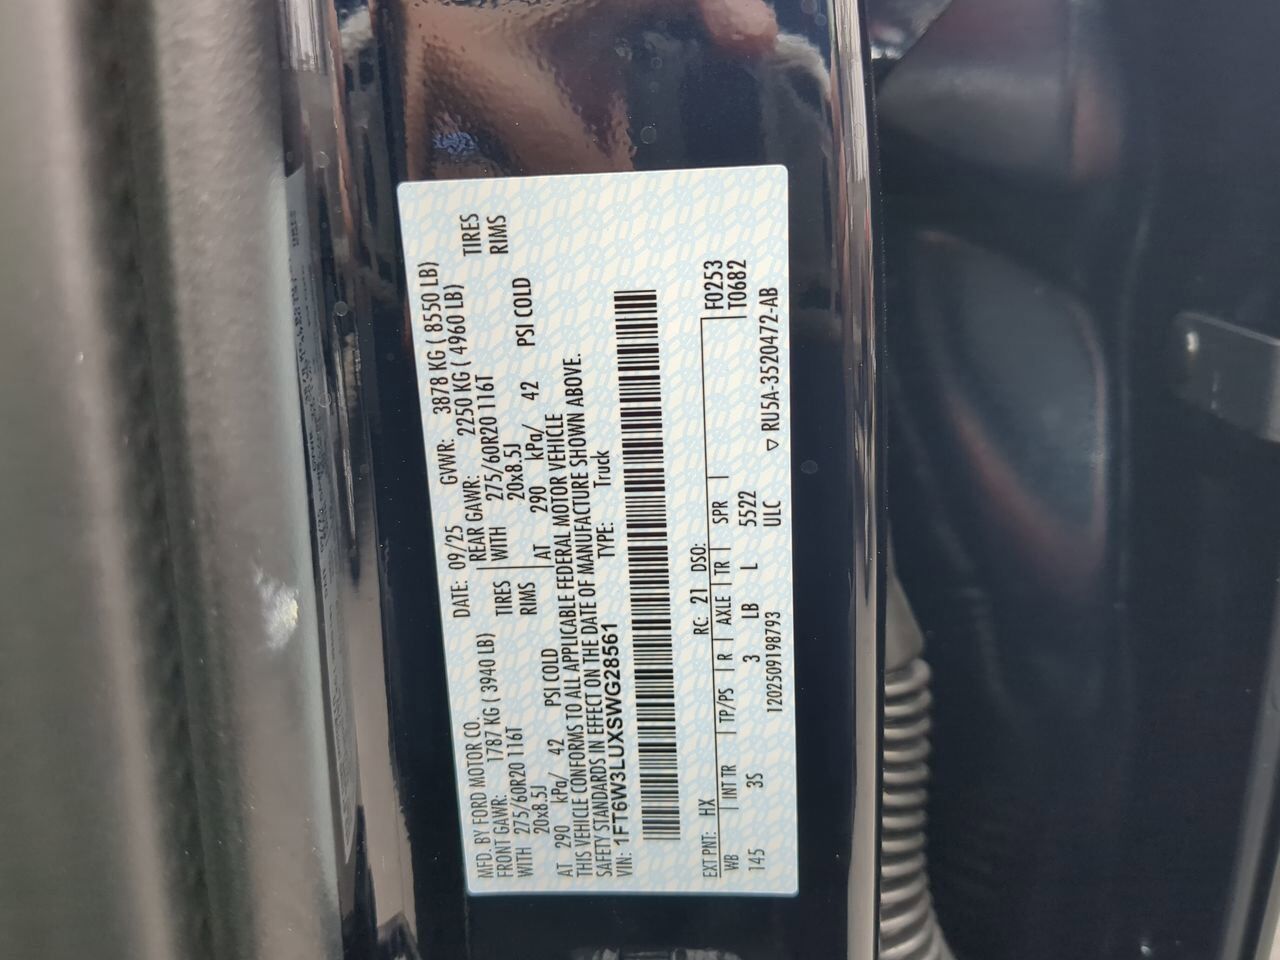 MFD. BY FORD MOTOR CO. DATE: 09/25 GVWR: 3878 KG ( 8550 LB)
FRONT GAWR: 1787 KG ( 3940 LB) REAR GAWR: 2250 KG ( 4960 LB)
WITH 275/60R20 116T TIRES WITH 275/60R20 116T TIRES
20x8.5J RIMS 20x8.5J RIMS
AT 290 kPa/ 42 PSI COLD AT 290 kPa/ 42 PSI COLD
THIS VEHICLE CONFORMS TO ALL APPLICABLE FEDERAL MOTOR VEHICLE
SAFETY STANDARDS IN EFFECT ON THE DATE OF MANUFACTURE SHOWN ABOVE.
VIN: 1FT6W3LUXSWG28561 TYPE: Truck
EXT PNT: HX RC: 21 DSO: F0253
WB INT TR TP/PS R AXLE TR SPR T0682
145 3S 3 LB L 5522
1202509198793 ULC ▽ RU5A-3520472-AB